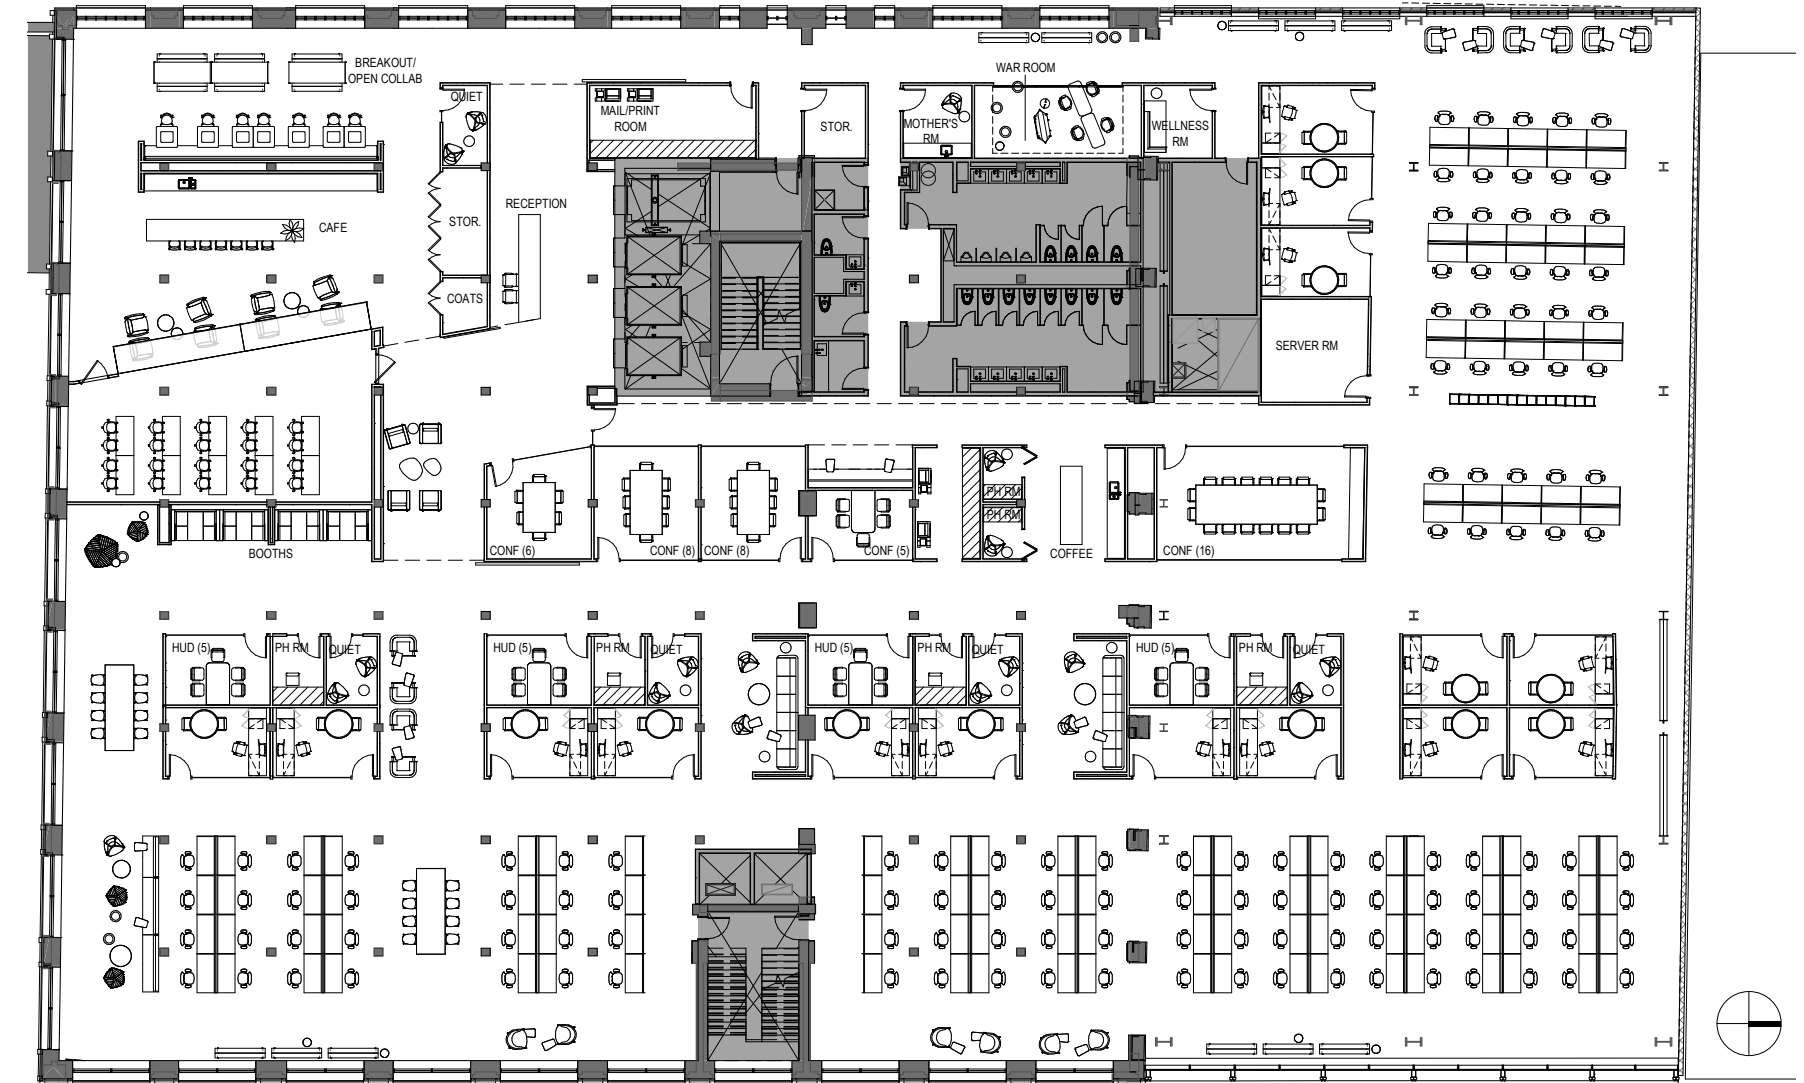 BREAKOUT/
OPEN COLLAB
QUIET
MAIL/PRINT
ROOM
STOR.
MOTHER'S
RM
WAR ROOM
WELLNESS
RM
CAFE
STOR.
RECEPTION
COATS
SERVER RM
BOOTHS
CONF (6)
CONF (8)
CONF (8)
CONF (5)
PH RM
PH RM
COFFEE
CONF (16)
HUD (5)
PH RM
QUIET
HUD (5)
PH RM
QUIET
HUD (5)
PH RM
QUIET
HUD (5)
PH RM
QUIET